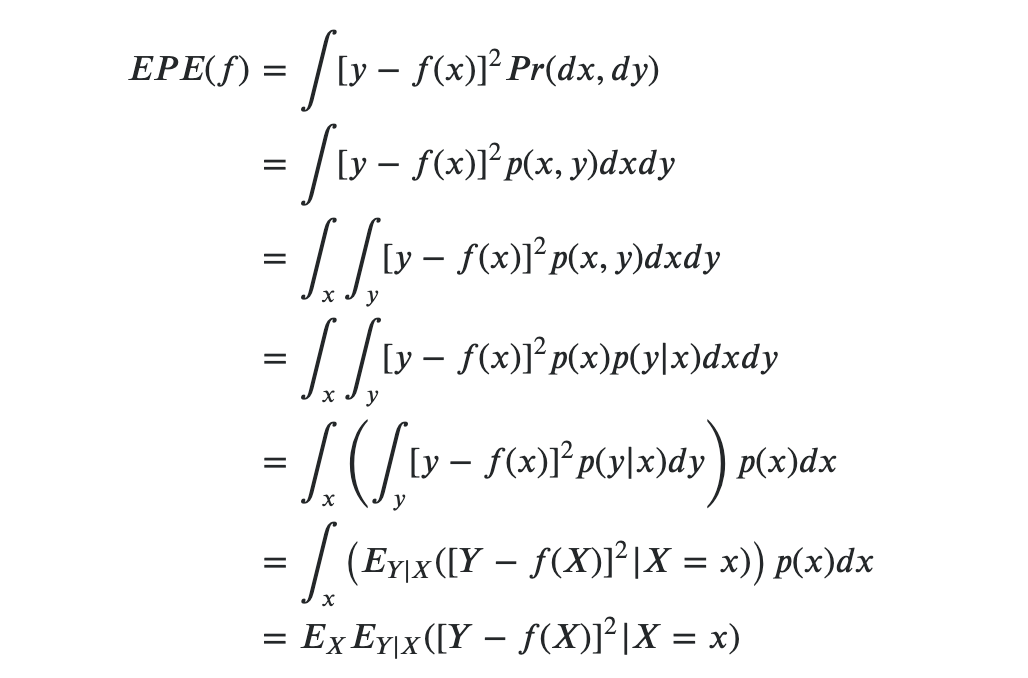 EPE(f) = ∫[y − f(x)]² Pr(dx, dy)
= ∫[y − f(x)]² p(x, y)dxdy
= ∫ₓ ∫ᵧ [y − f(x)]² p(x, y)dxdy
= ∫ₓ ∫ᵧ [y − f(x)]² p(x)p(y|x)dxdy
= ∫ₓ (∫ᵧ [y − f(x)]² p(y|x)dy) p(x)dx
= ∫ₓ (E_{Y|X}([Y − f(X)]²|X = x)) p(x)dx
= E_X E_{Y|X}([Y − f(X)]²|X = x)